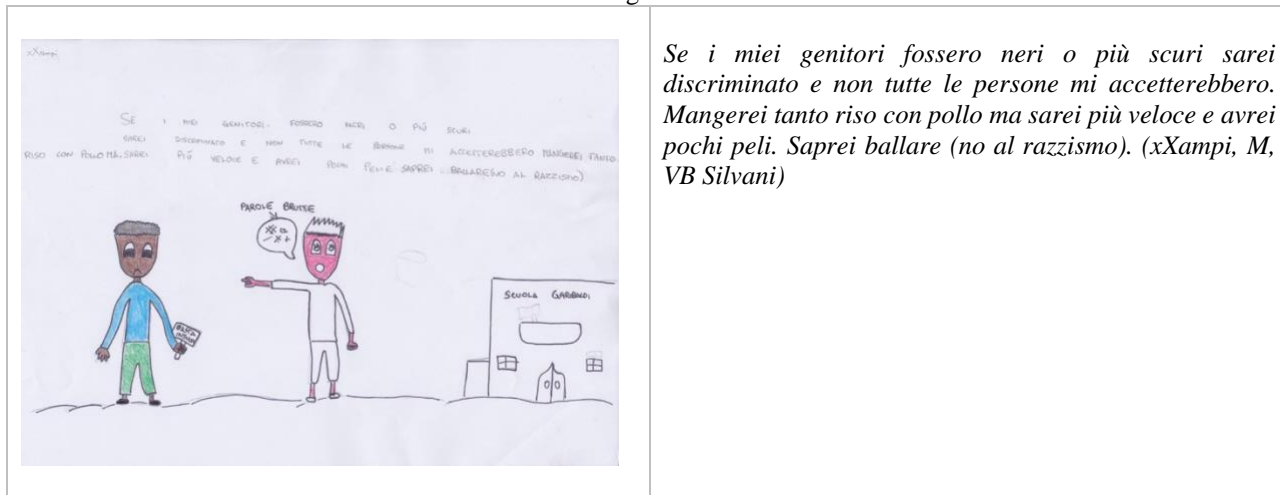 xXampi
SE I MIEI GENITORI FOSSERO NERI O PIÚ SCURI
SAREI DISCRIMINATO E NON TUTTE LE PERSONE MI ACCETTEREBBERO MANGEREI TANTO
RISO CON POLLO MA SAREI PIÚ VELOCE E AVREI POCHI PELI E SAPREI BALLARE(NO AL RAZZISMO)
PAROLE BRUTTE
SCUOLA GARIBALDI
Se i miei genitori fossero neri o più scuri sarei
discriminato e non tutte le persone mi accetterebbero.
Mangerei tanto riso con pollo ma sarei più veloce e avrei
pochi peli. Saprei ballare (no al razzismo). (xXampi, M,
VB Silvani)